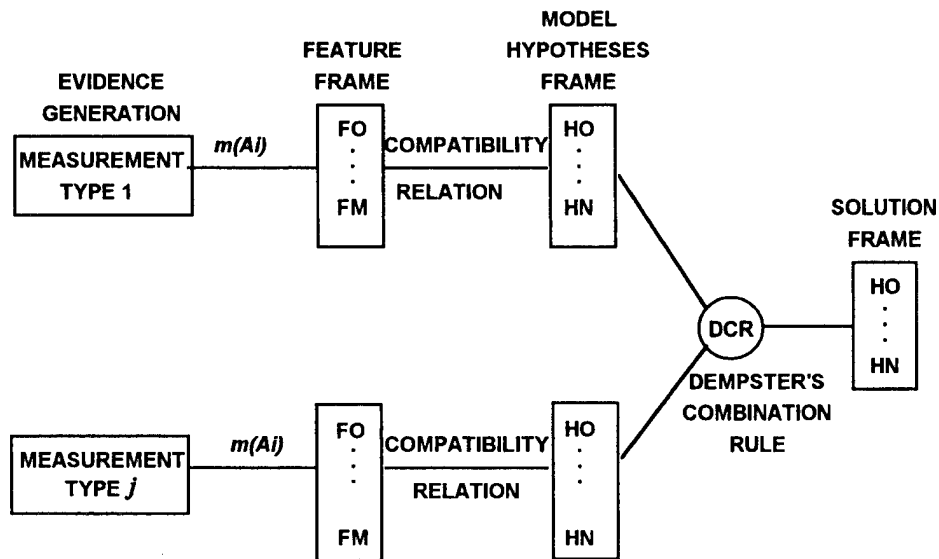 EVIDENCE
GENERATION
MEASUREMENT
TYPE 1
m(Ai)
FEATURE
FRAME
FO
.
.
.
FM
COMPATIBILITY
RELATION
MODEL
HYPOTHESES
FRAME
HO
.
.
.
HN
MEASUREMENT
TYPE j
m(Ai)
FO
.
.
.
FM
COMPATIBILITY
RELATION
HO
.
.
.
HN
DCR
DEMPSTER'S
COMBINATION
RULE
SOLUTION
FRAME
HO
.
.
.
HN